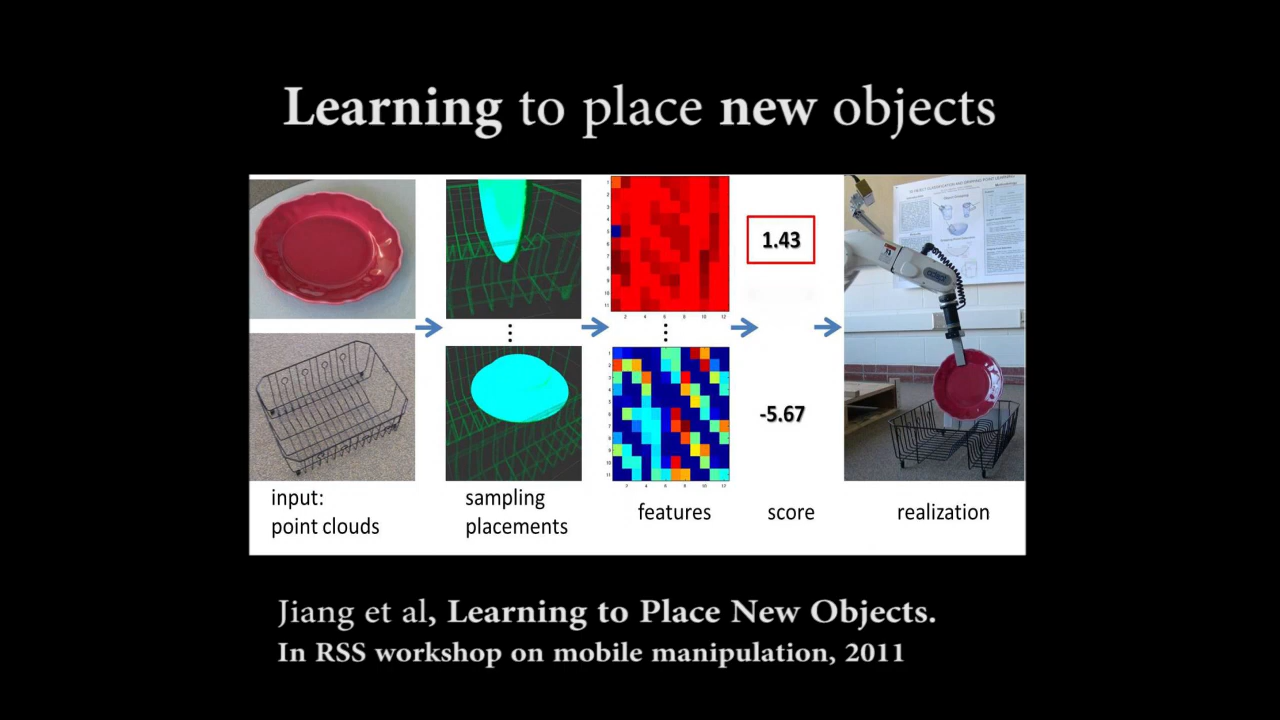 Learning to place new objects
1.43
-5.67
input:
point clouds
sampling
placements
features
score
realization
Jiang et al, Learning to Place New Objects.
In RSS workshop on mobile manipulation, 2011